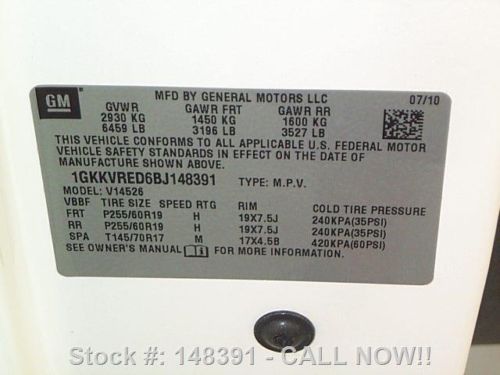 GM
MFD BY GENERAL MOTORS LLC 07/10
GVWR GAWR FRT GAWR RR
2930 KG 1450 KG 1600 KG
6459 LB 3196 LB 3527 LB
THIS VEHICLE CONFORMS TO ALL APPLICABLE U.S. FEDERAL MOTOR
VEHICLE SAFETY STANDARDS IN EFFECT ON THE DATE OF
MANUFACTURE SHOWN ABOVE.
1GKKVRED6BJ148391 TYPE: M.P.V.
MODEL: V14526
VBBF TIRE SIZE SPEED RTG RIM COLD TIRE PRESSURE
FRT P255/60R19 H 19X7.5J 240KPA(35PSI)
RR P255/60R19 H 19X7.5J 240KPA(35PSI)
SPA T145/70R17 M 17X4.5B 420KPA(60PSI)
SEE OWNER'S MANUAL FOR MORE INFORMATION.
Stock #: 148391 - CALL NOW!!